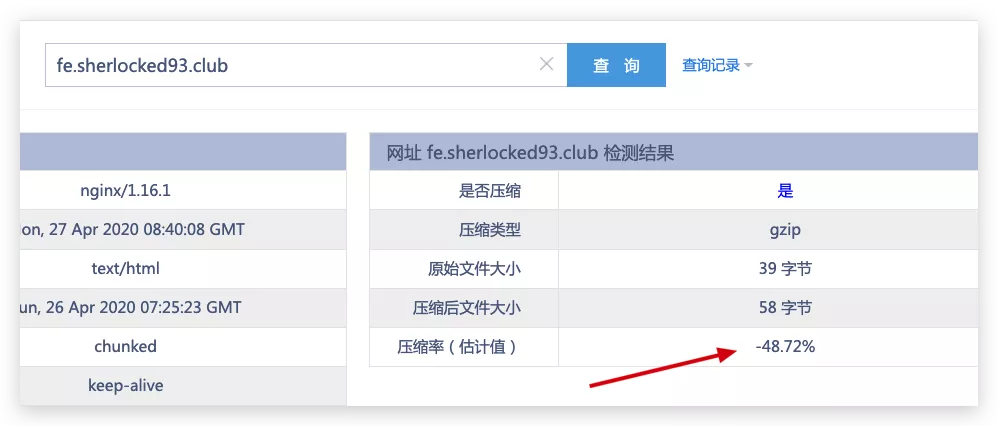 fe.sherlocked93.club
查 询
查询记录
网址 fe.sherlocked93.club 检测结果
nginx/1.16.1
是否压缩 是
on, 27 Apr 2020 08:40:08 GMT
压缩类型 gzip
text/html
原始文件大小 39 字节
un, 26 Apr 2020 07:25:23 GMT
压缩后文件大小 58 字节
chunked
压缩率（估计值） -48.72%
keep-alive